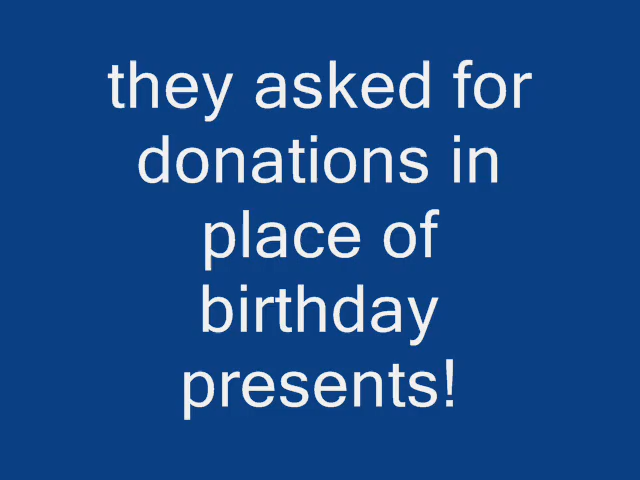 they asked for
donations in
place of
birthday
presents!